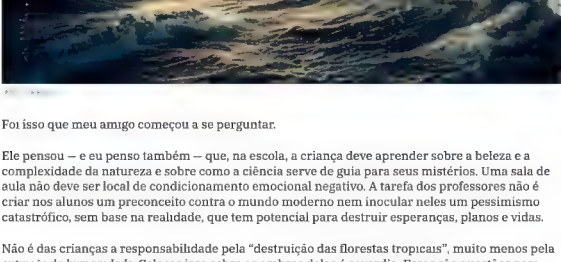 Foi isso que meu amigo começou a se perguntar.
Ele pensou — e eu penso também — que, na escola, a criança deve aprender sobre a beleza e a
complexidade da natureza e sobre como a ciência serve de guia para seus mistérios. Uma sala de
aula não deve ser local de condicionamento emocional negativo. A tarefa dos professores não é
criar nos alunos um preconceito contra o mundo moderno nem inocular neles um pessimismo
catastrófico, sem base na realidade, que tem potencial para destruir esperanças, planos e vidas.
Não é das crianças a responsabilidade pela “destruição das florestas tropicais”, muito menos pela